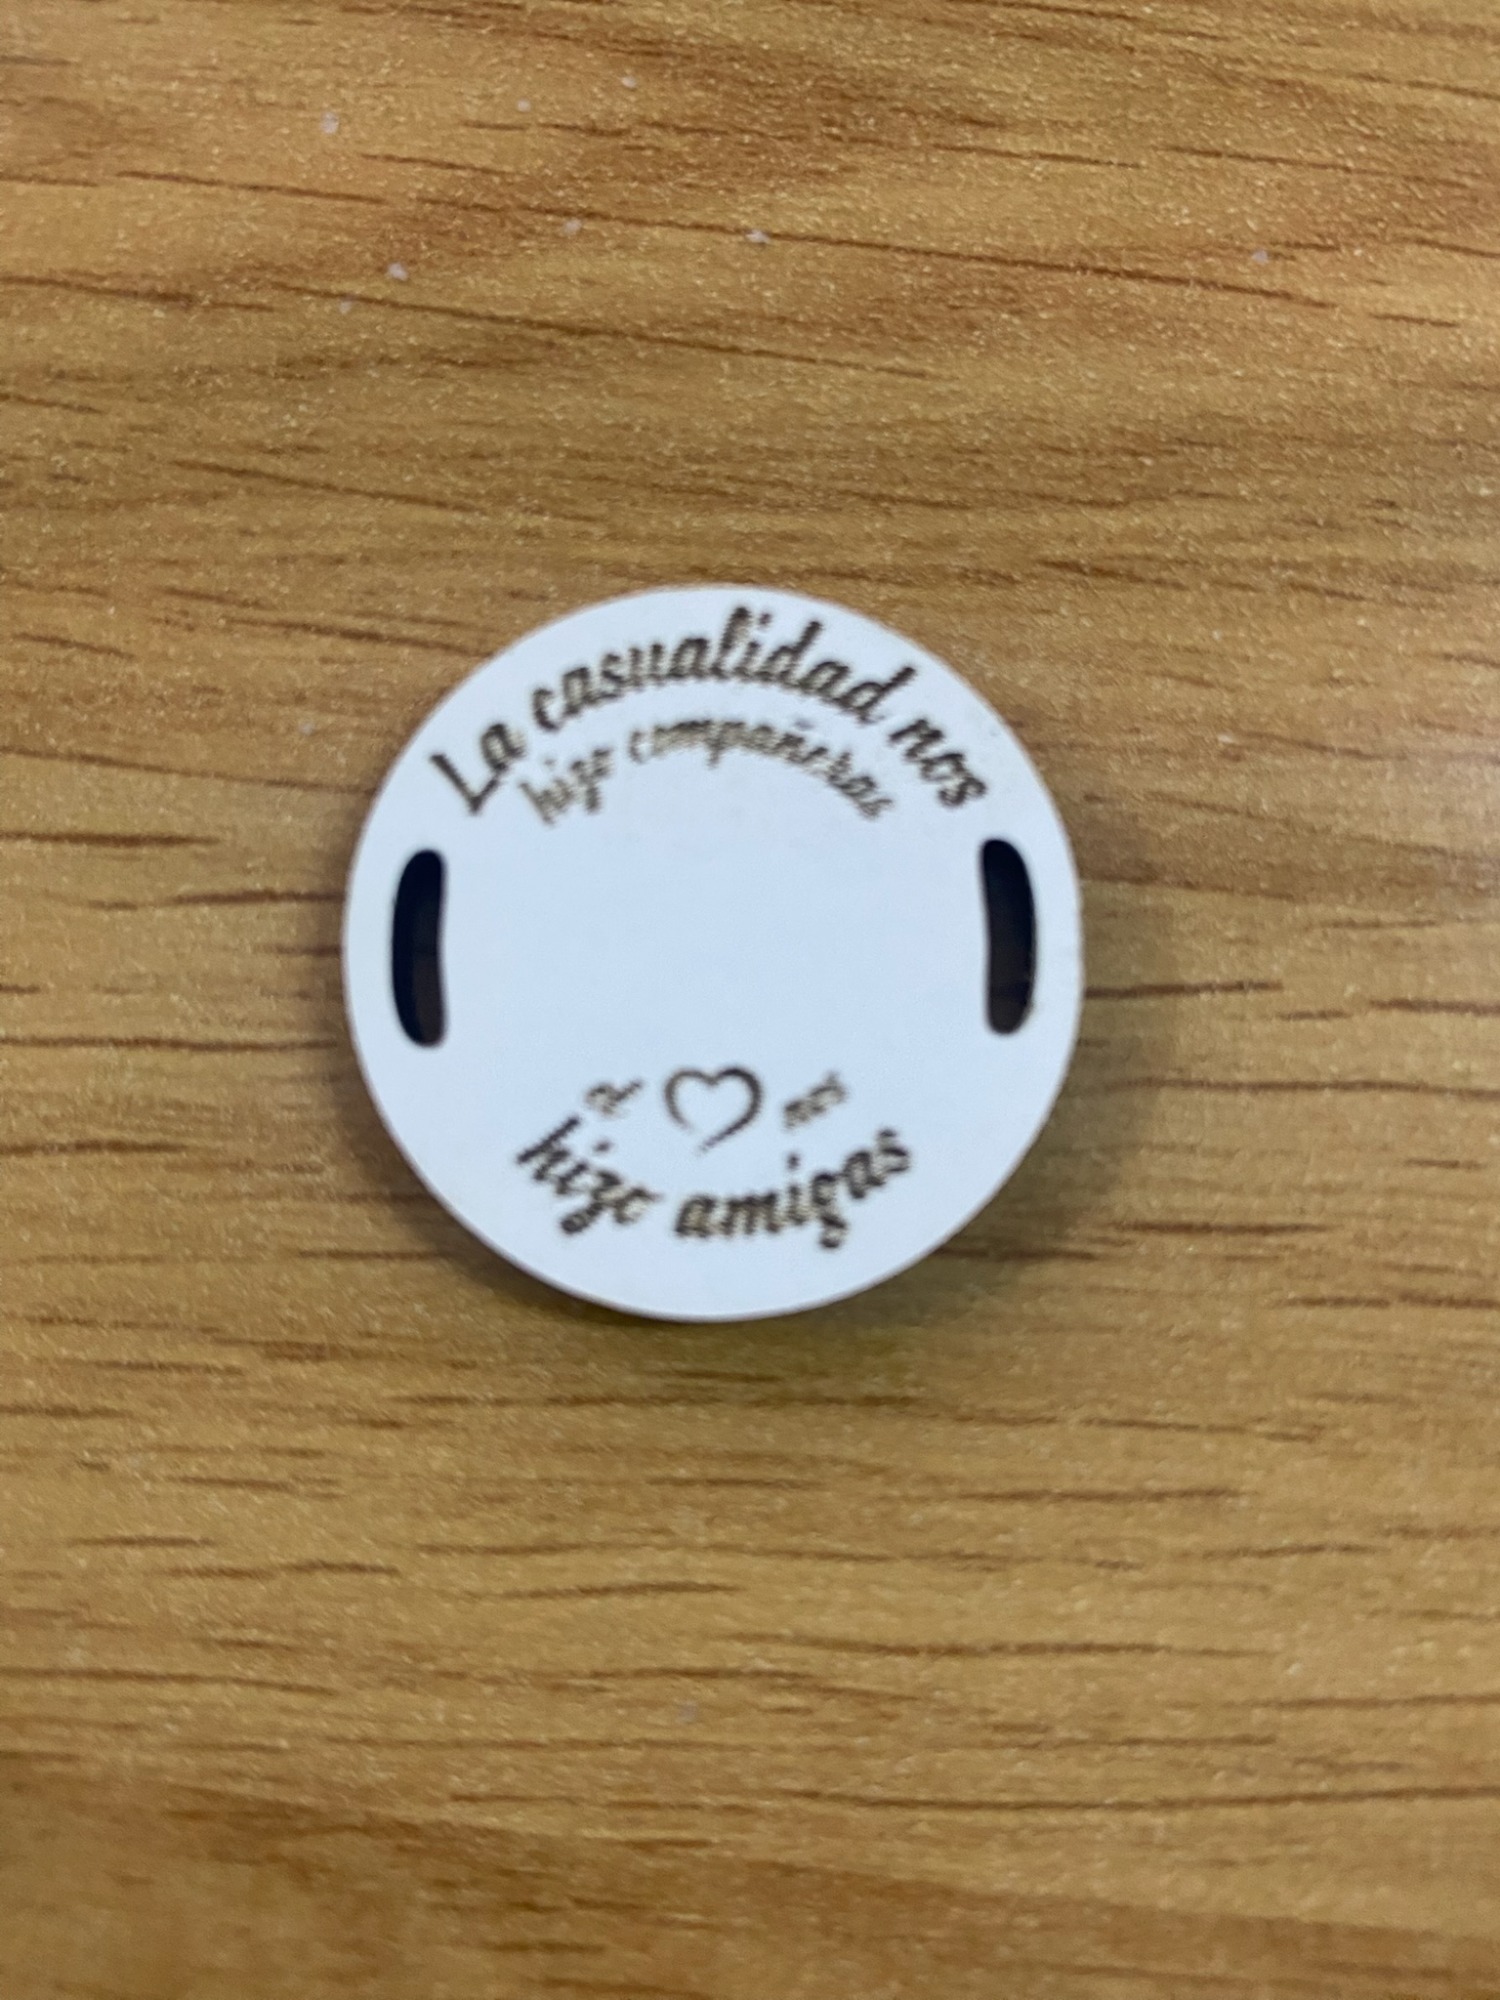 La casualidad nos
hizo compañeras
el nos
hizo amigas